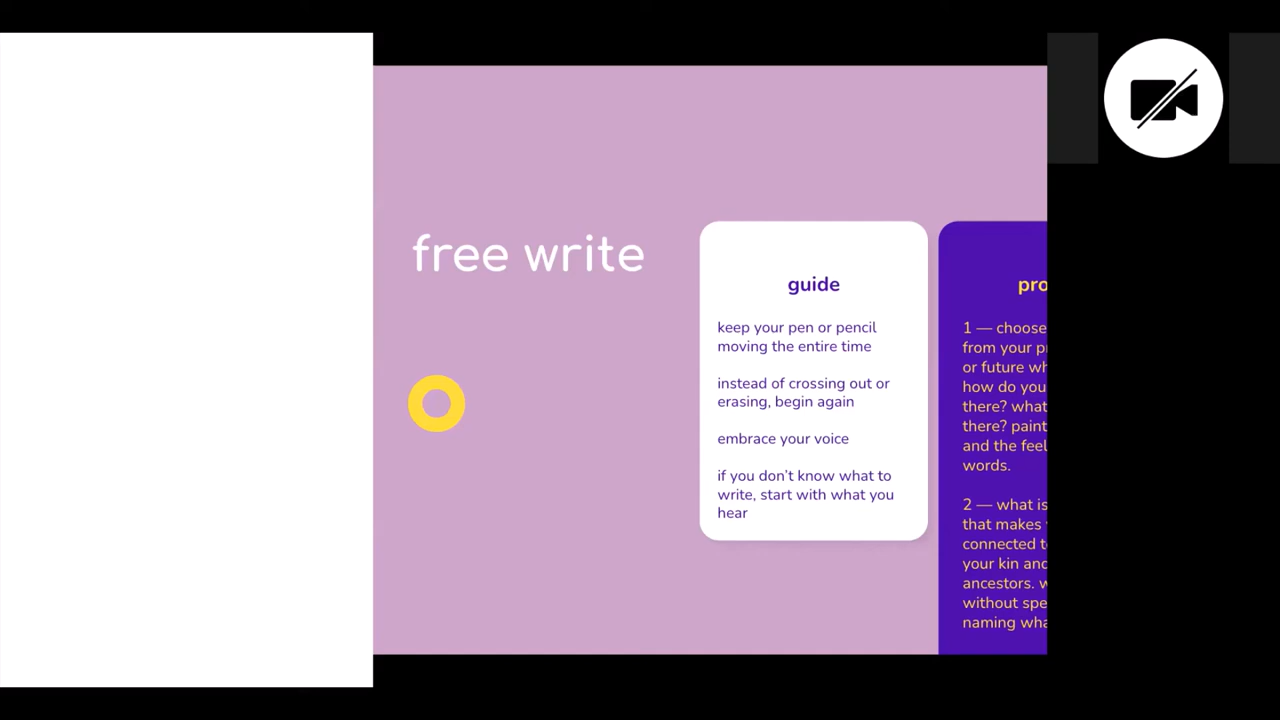 free write
guide
keep your pen or pencil
moving the entire time
instead of crossing out or
erasing, begin again
embrace your voice
if you don't know what to
write, start with what you
hear
1 — choose
from your
or future
how do you
there? what
there? paint
and the feel
words.
2 — what is
that makes
connected
your kin and
ancestors.
without spe
naming wha